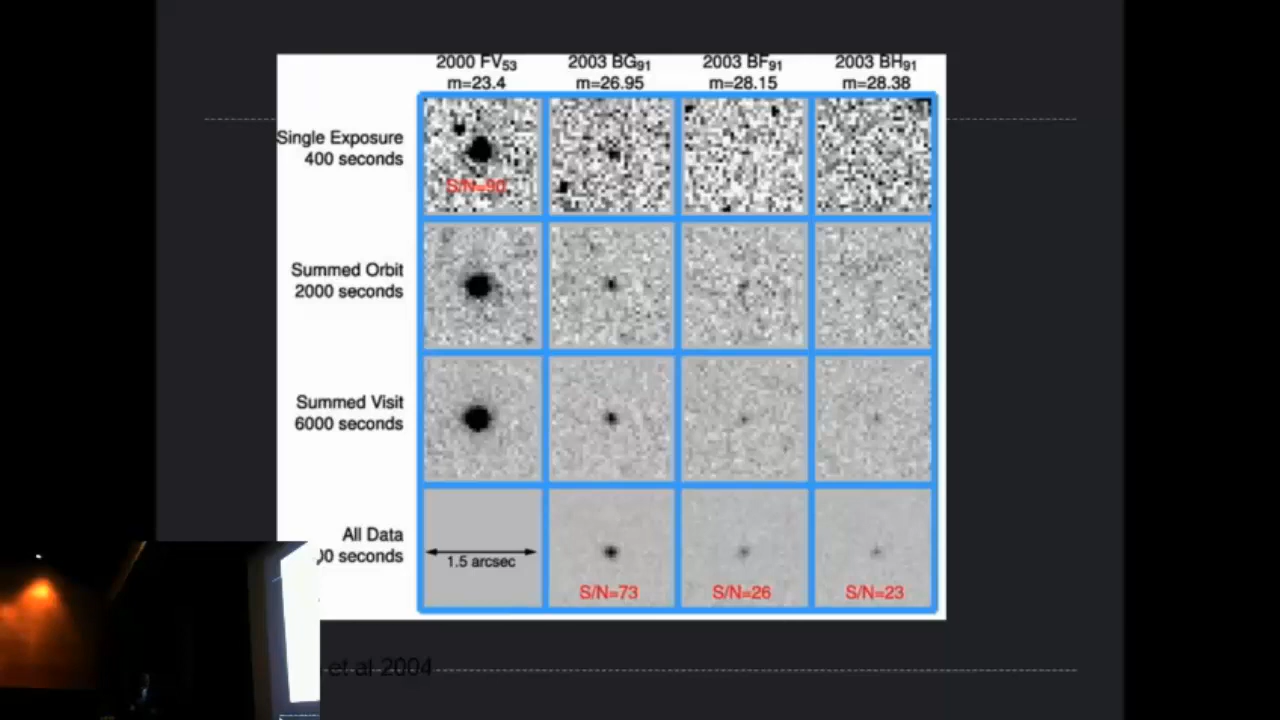 2000 FV53 2003 BG91 2003 BF91 2003 BH91
m=23.4 m=26.95 m=28.15 m=28.38
Single Exposure
400 seconds
S/N=90
Summed Orbit
2000 seconds
Summed Visit
6000 seconds
All Data
00 seconds
1.5 arcsec
S/N=73 S/N=26 S/N=23
et al 2004